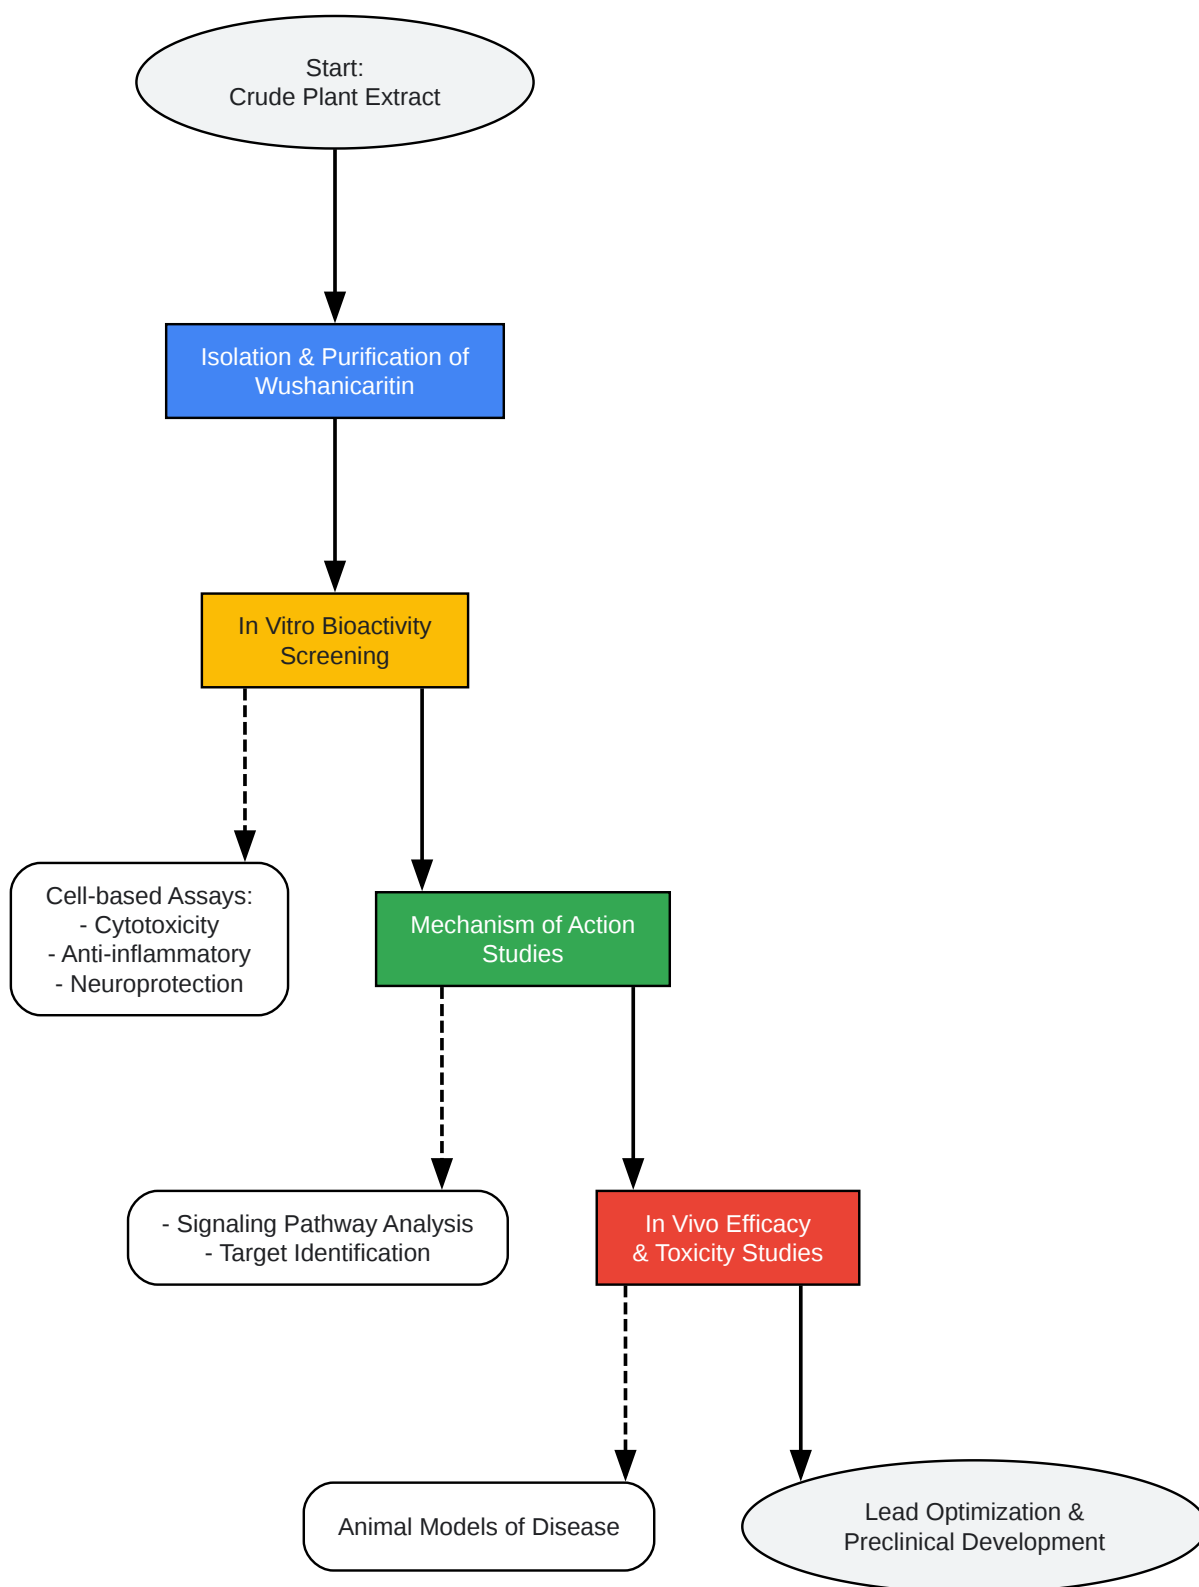 Start:
Crude Plant Extract
Isolation & Purification of
Wushanicaritin
In Vitro Bioactivity
Screening
Cell-based Assays:
- Cytotoxicity
- Anti-inflammatory
- Neuroprotection
Mechanism of Action
Studies
- Signaling Pathway Analysis
- Target Identification
In Vivo Efficacy
& Toxicity Studies
Animal Models of Disease
Lead Optimization &
Preclinical Development